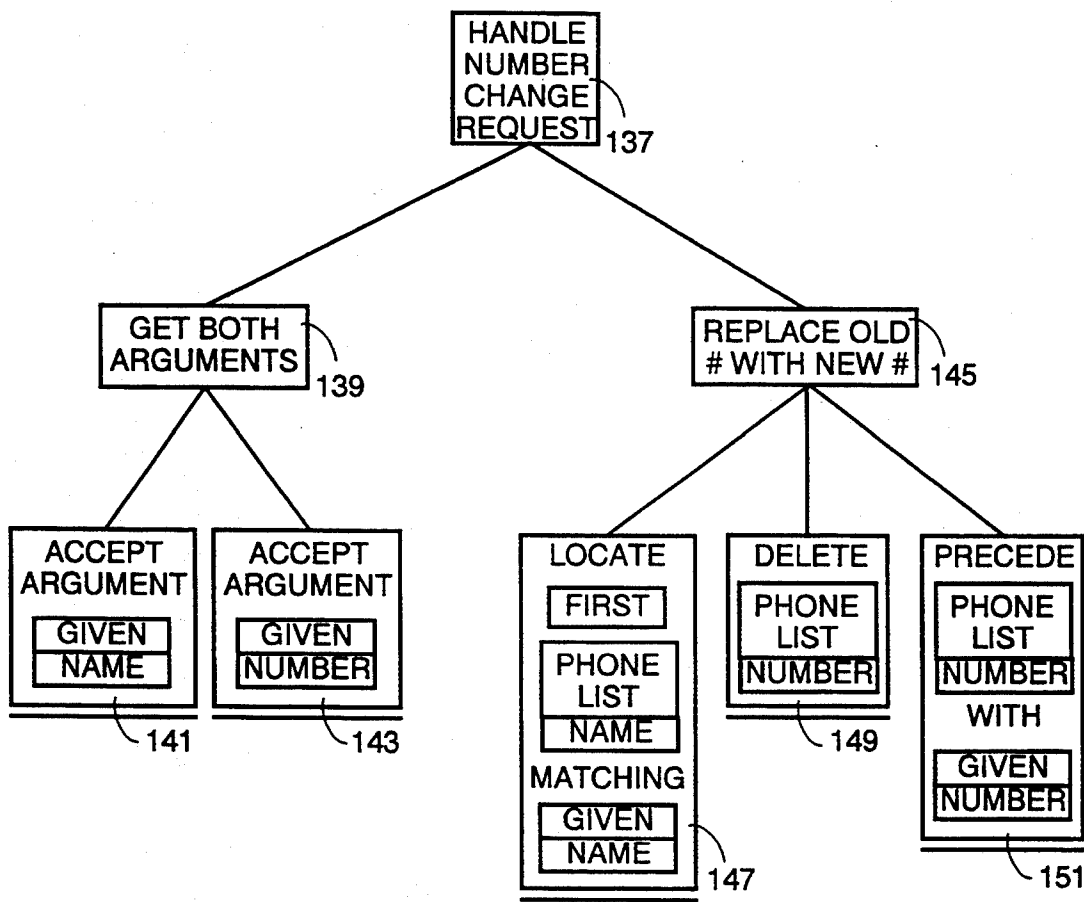 HANDLE
NUMBER
CHANGE
REQUEST
137
GET BOTH
ARGUMENTS
139
REPLACE OLD
# WITH NEW #
145
ACCEPT
ARGUMENT
GIVEN
NAME
141
ACCEPT
ARGUMENT
GIVEN
NUMBER
143
LOCATE
FIRST
PHONE
LIST
NAME
MATCHING
GIVEN
NAME
147
DELETE
PHONE
LIST
NUMBER
149
PRECEDE
PHONE
LIST
NUMBER
WITH
GIVEN
NUMBER
151